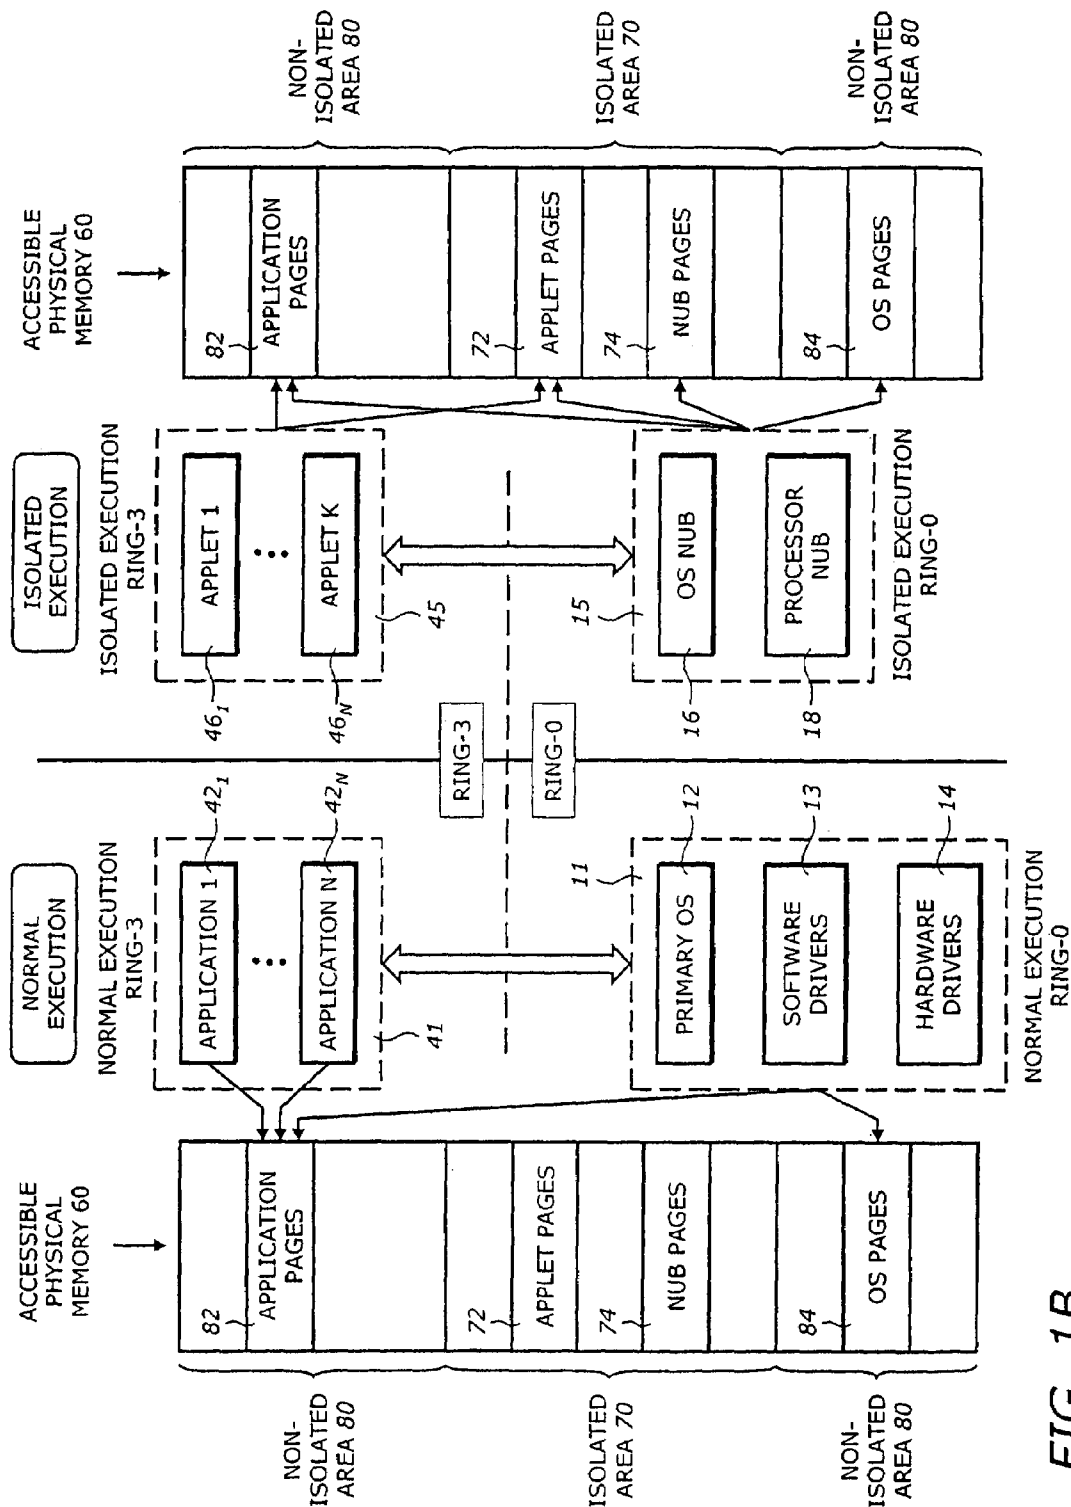 ACCESSIBLE
PHYSICAL
MEMORY 60
NORMAL
EXECUTION
ISOLATED
EXECUTION
ACCESSIBLE
PHYSICAL
MEMORY 60
NORMAL EXECUTION
RING-3
ISOLATED EXECUTION
RING-3
NON-
ISOLATED
AREA 80
82
APPLICATION
PAGES
APPLICATION 1
42₁
46₁
APPLET 1
82
APPLICATION
PAGES
NON-
ISOLATED
AREA 80
APPLICATION N
42N
46N
APPLET K
41
45
RING-3
RING-0
ISOLATED
AREA 70
72
APPLET PAGES
74
NUB PAGES
72
APPLET PAGES
74
NUB PAGES
ISOLATED
AREA 70
11
PRIMARY OS
12
15
16
OS NUB
SOFTWARE
DRIVERS
13
18
PROCESSOR
NUB
HARDWARE
DRIVERS
14
NON-
ISOLATED
AREA 80
84
OS PAGES
84
OS PAGES
NON-
ISOLATED
AREA 80
ISOLATED EXECUTION
RING-0
NORMAL EXECUTION
RING-0
FIG. 1B